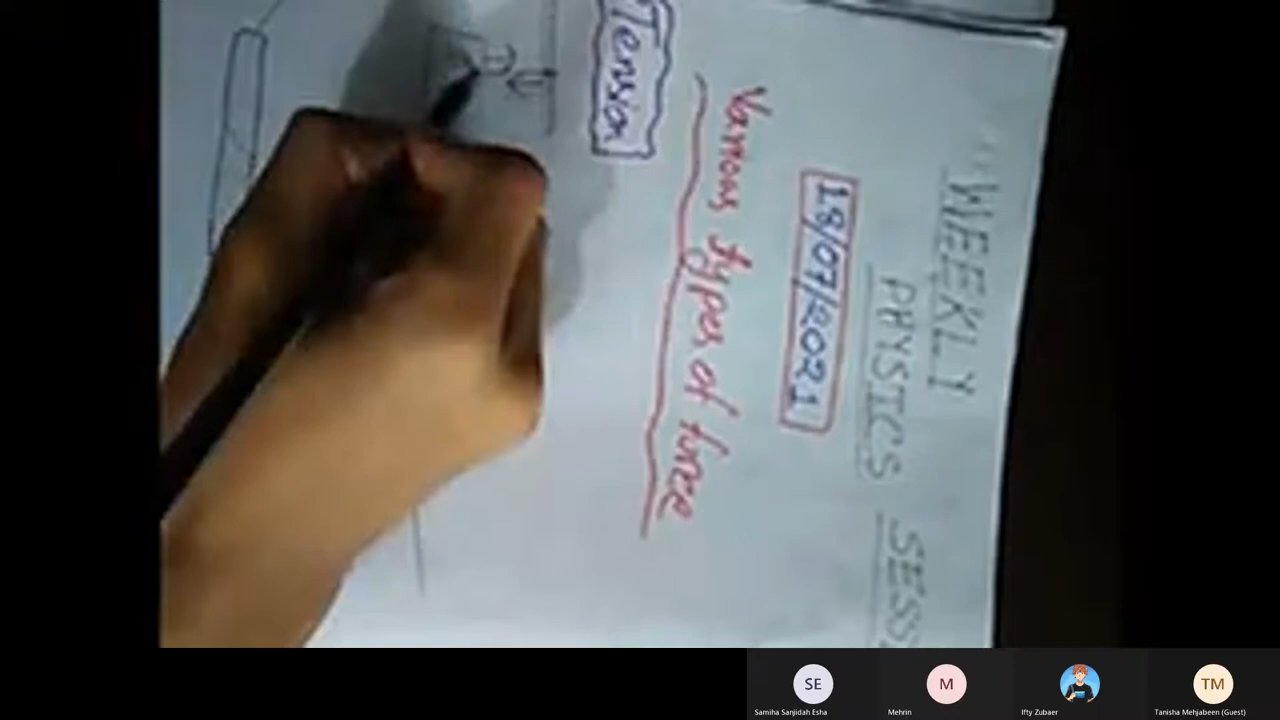 "WEEKLY
PHYSICS SESS
18/07/2021
Various types of force
Tension
SE
M
TM
Samiha Sanjidah Esha
Mehrin
Ifty Zubaer
Tanisha Mehjabeen (Guest)